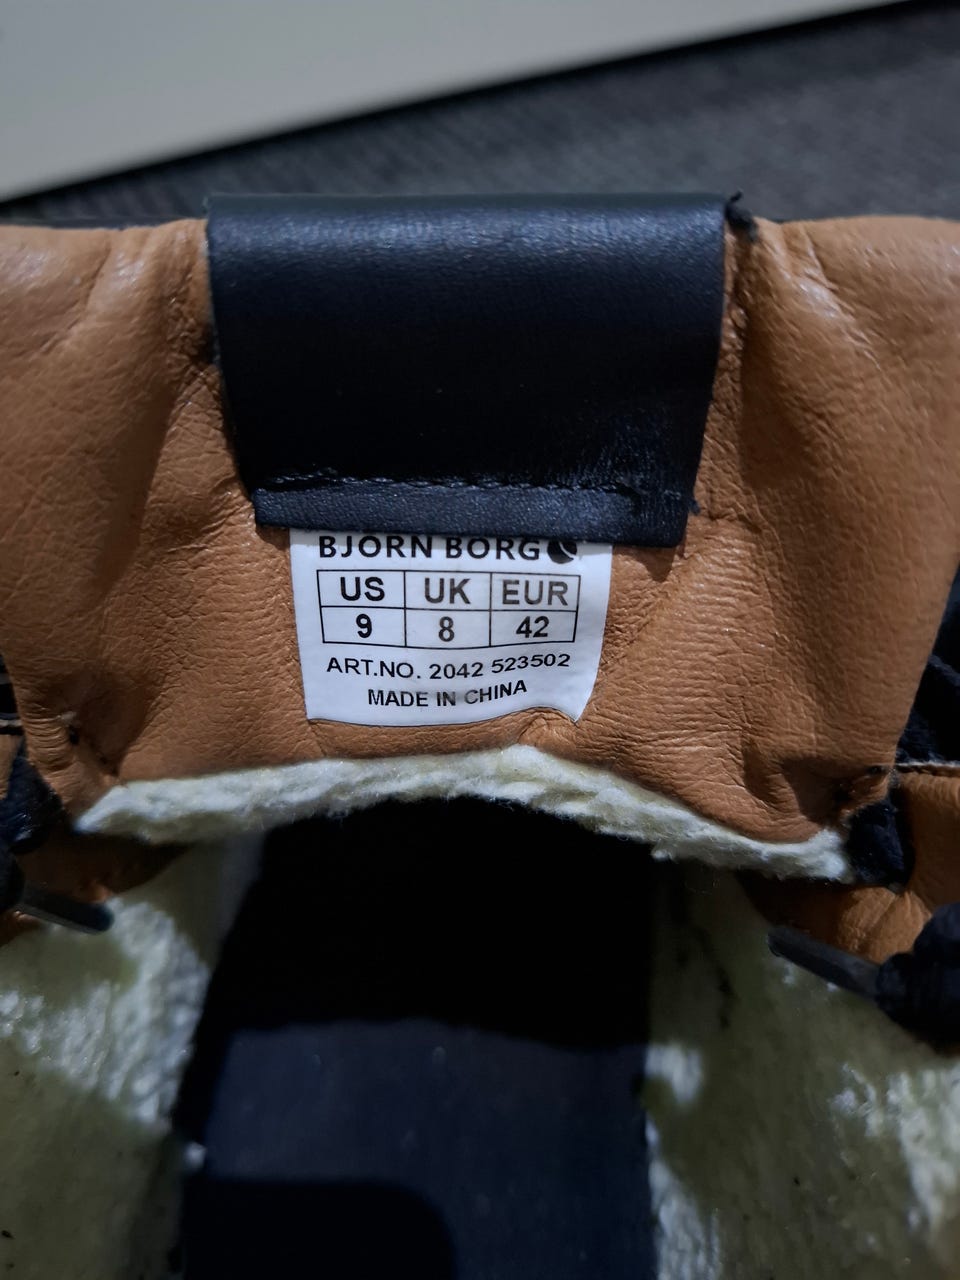 BJORN BORG
US UK EUR
9 8 42
ART.NO. 2042 523502
MADE IN CHINA